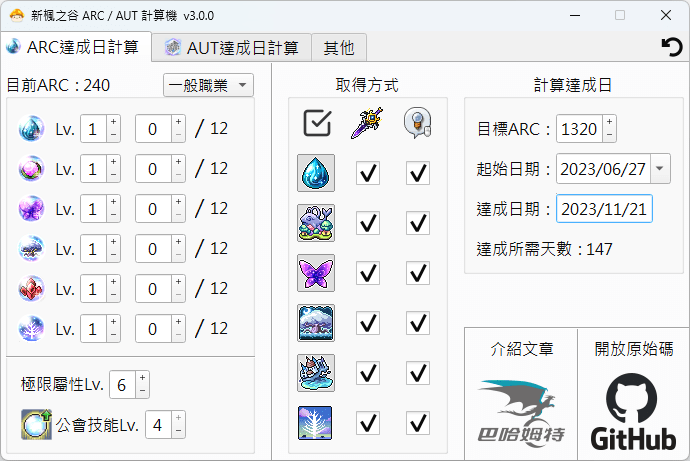 新楓之谷 ARC / AUT 計算機 v3.0.0
ARC達成日計算
AUT達成日計算
其他
目前ARC : 240
一般職業
Lv. 1 0 / 12
Lv. 1 0 / 12
Lv. 1 0 / 12
Lv. 1 0 / 12
Lv. 1 0 / 12
Lv. 1 0 / 12
極限屬性Lv. 6
公會技能Lv. 4
取得方式
計算達成日
目標ARC : 1320
起始日期 : 2023/06/27
達成日期 : 2023/11/21
達成所需天數 : 147
介紹文章
巴哈姆特
開放原始碼
GitHub